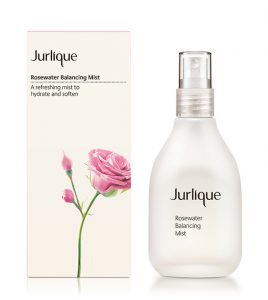 Jurlique
Rosewater Balancing Mist
A refreshing mist to
hydrate and soften
Jurlique
Rosewater
Balancing
Mist